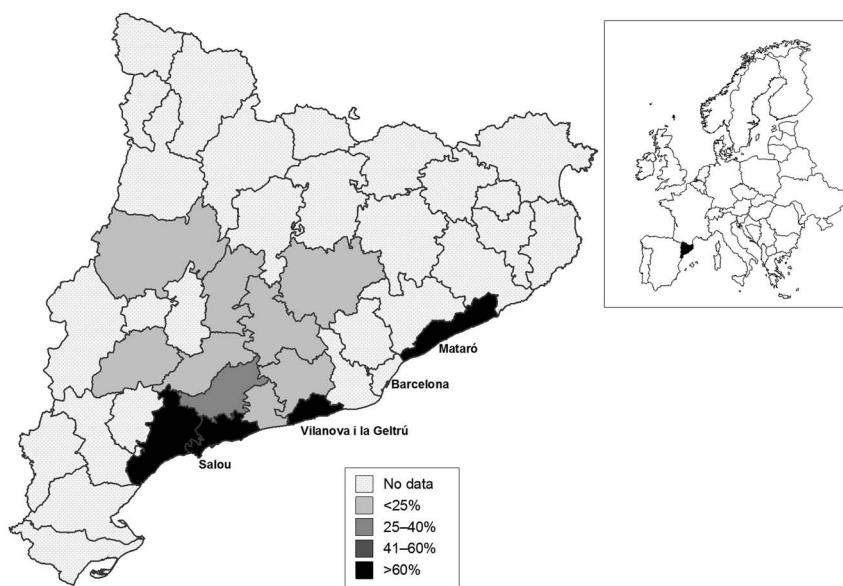 Mataró
Barcelona
Vilanova i la Geltrú
Salou
No data
<25%
25–40%
41–60%
>60%